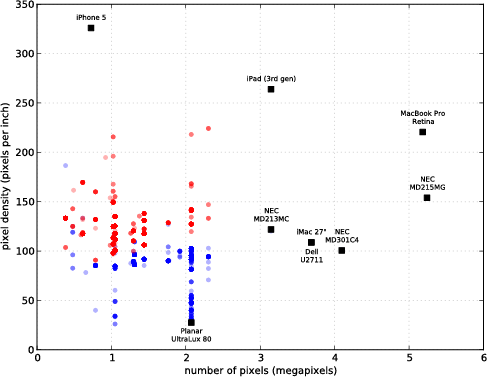 350
iPhone 5
300
iPad (3rd gen)
250
MacBook Pro
Retina
200
NEC
MD215MG
150
NEC
MD213MC
iMac 27"
NEC
MD301C4
100
Dell
U2711
50
Planar
UltraLux 80
0
0
1
2
3
4
5
6
pixel density (pixels per inch)
number of pixels (megapixels)